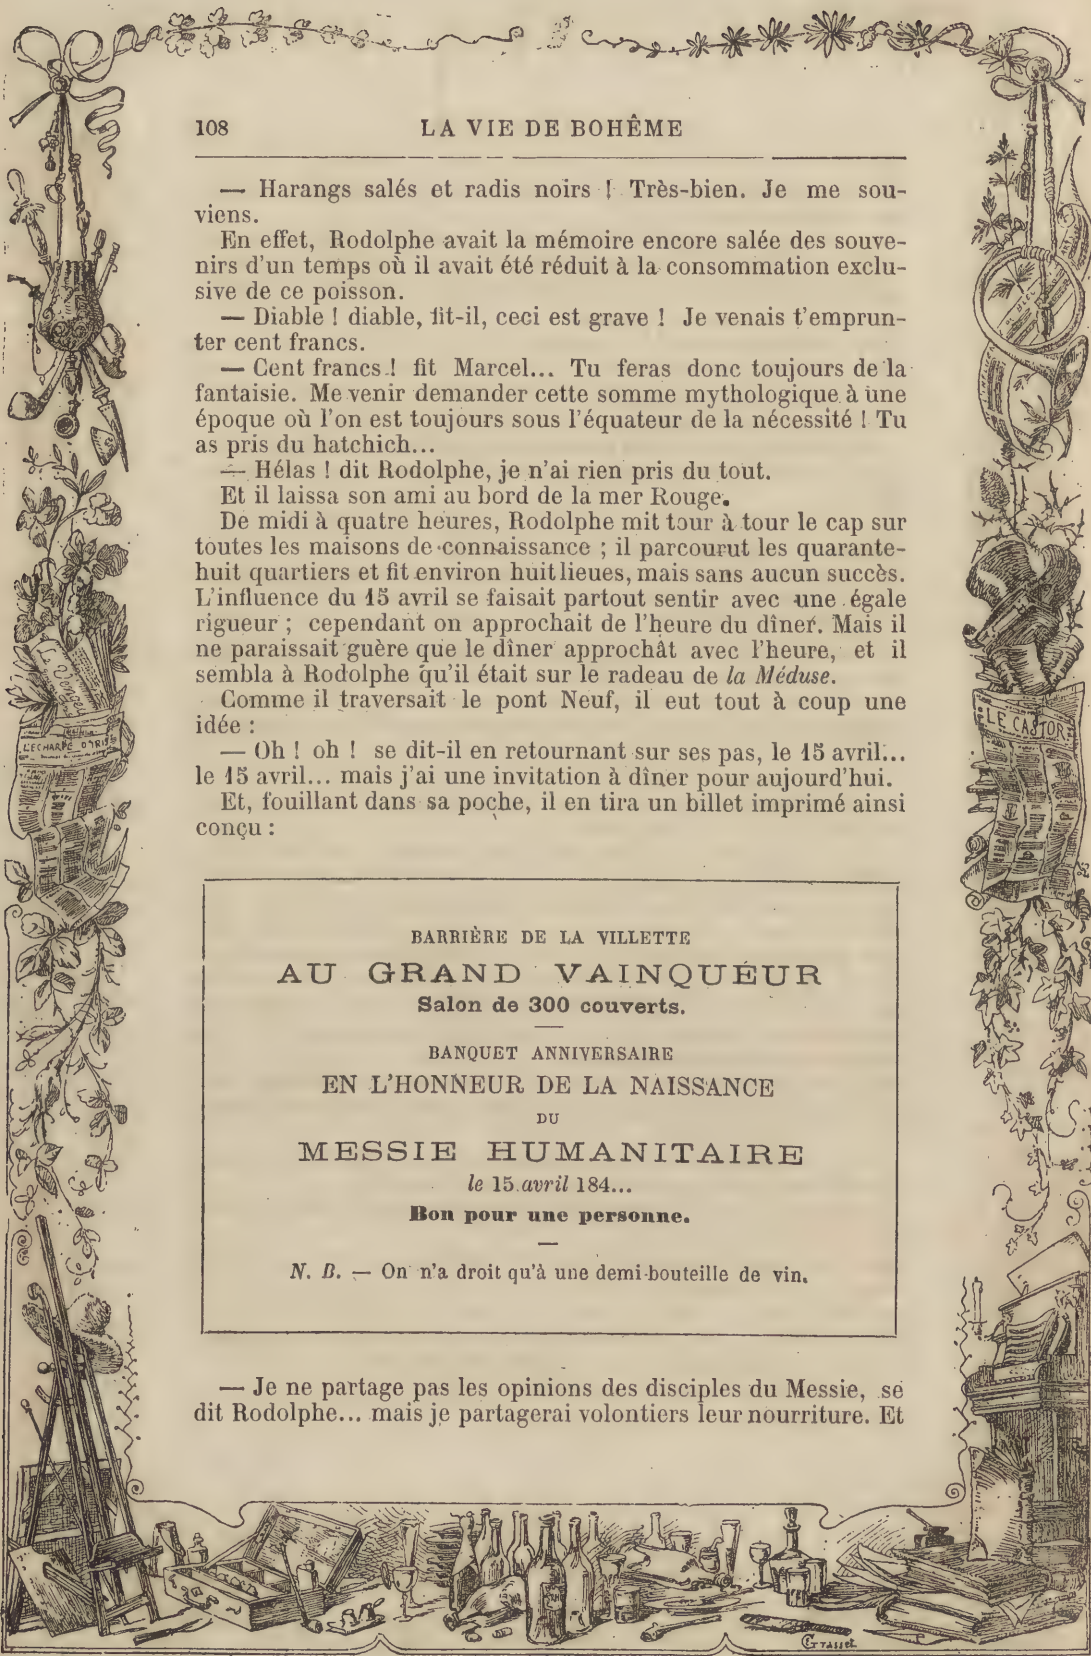 108 LA VIE DE BOHÊME
— Harangs salés et radis noirs ! Très-bien. Je me sou-
viens.
En effet, Rodolphe avait la mémoire encore salée des souve-
nirs d'un temps où il avait été réduit à la consommation exclu-
sive de ce poisson.
— Diable ! diable, fit-il, ceci est grave ! Je venais t'emprun-
ter cent francs.
— Cent francs ! fit Marcel... Tu feras donc toujours de la
fantaisie. Me venir demander cette somme mythologique à une
époque où l'on est toujours sous l'équateur de la nécessité ! Tu
as pris du hatchich...
— Hélas ! dit Rodolphe, je n'ai rien pris du tout.
Et il laissa son ami au bord de la mer Rouge.
De midi à quatre heures, Rodolphe mit tour à tour le cap sur
toutes les maisons de connaissance ; il parcourut les quarante-
huit quartiers et fit environ huit lieues, mais sans aucun succès.
L'influence du 15 avril se faisait partout sentir avec une égale
rigueur ; cependant on approchait de l'heure du dîner. Mais il
ne paraissait guère que le dîner approchât avec l'heure, et il
sembla à Rodolphe qu'il était sur le radeau de la Méduse.
Comme il traversait le pont Neuf, il eut tout à coup une
idée :
— Oh ! oh ! se dit-il en retournant sur ses pas, le 15 avril...
le 15 avril... mais j'ai une invitation à dîner pour aujourd'hui.
Et, fouillant dans sa poche, il en tira un billet imprimé ainsi
conçu :
BARRIÈRE DE LA VILLETTE
AU GRAND VAINQUEUR
Salon de 300 couverts.
BANQUET ANNIVERSAIRE
EN L'HONNEUR DE LA NAISSANCE
DU
MESSIE HUMANITAIRE
le 15 avril 184...
Bon pour une personne.
N. B. — On n'a droit qu'à une demi-bouteille de vin.
— Je ne partage pas les opinions des disciples du Messie, se
dit Rodolphe... mais je partagerai volontiers leur nourriture. Et
Le Vengeur
L'ECHARPE D'IRIS
LE CASTOR
EGrasset